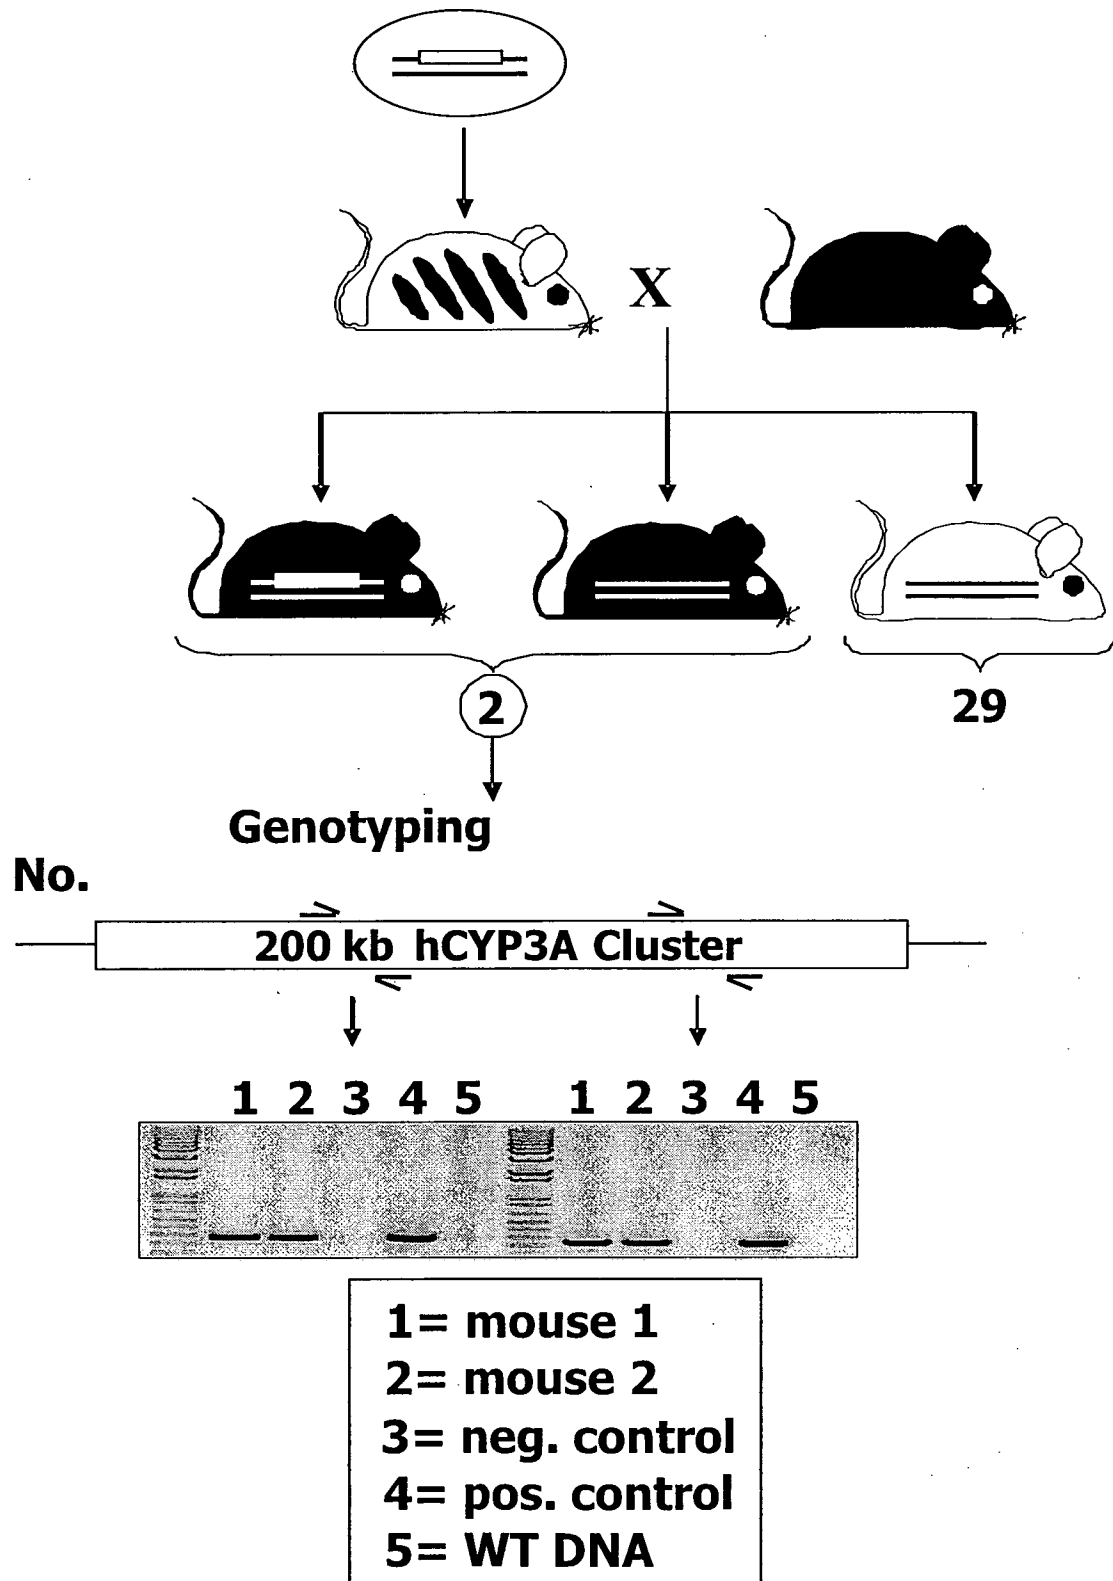 X
2
29
Genotyping
No.
200 kb hCYP3A Cluster
1 2 3 4 5 1 2 3 4 5
1= mouse 1
2= mouse 2
3= neg. control
4= pos. control
5= WT DNA